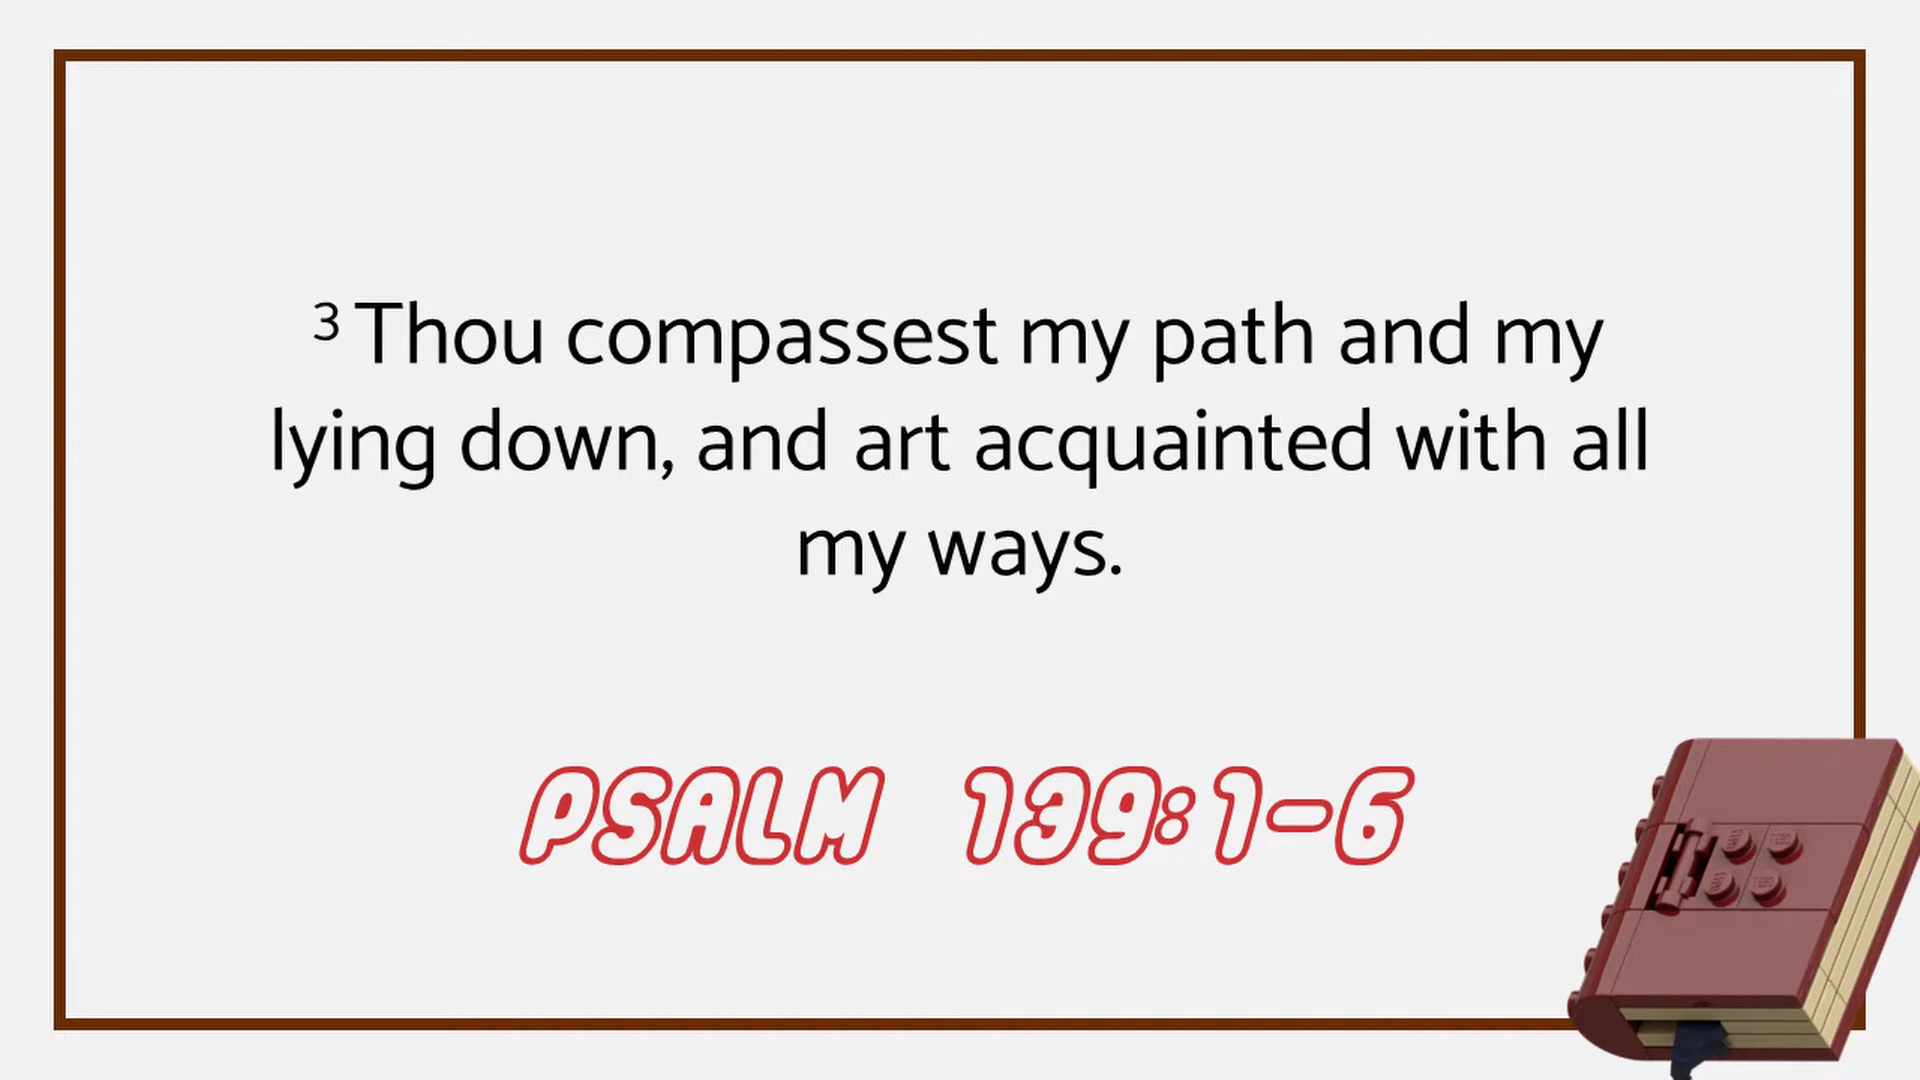 3 Thou compassest my path and my
lying down, and art acquainted with all
my ways.
PSALM 139:1-6